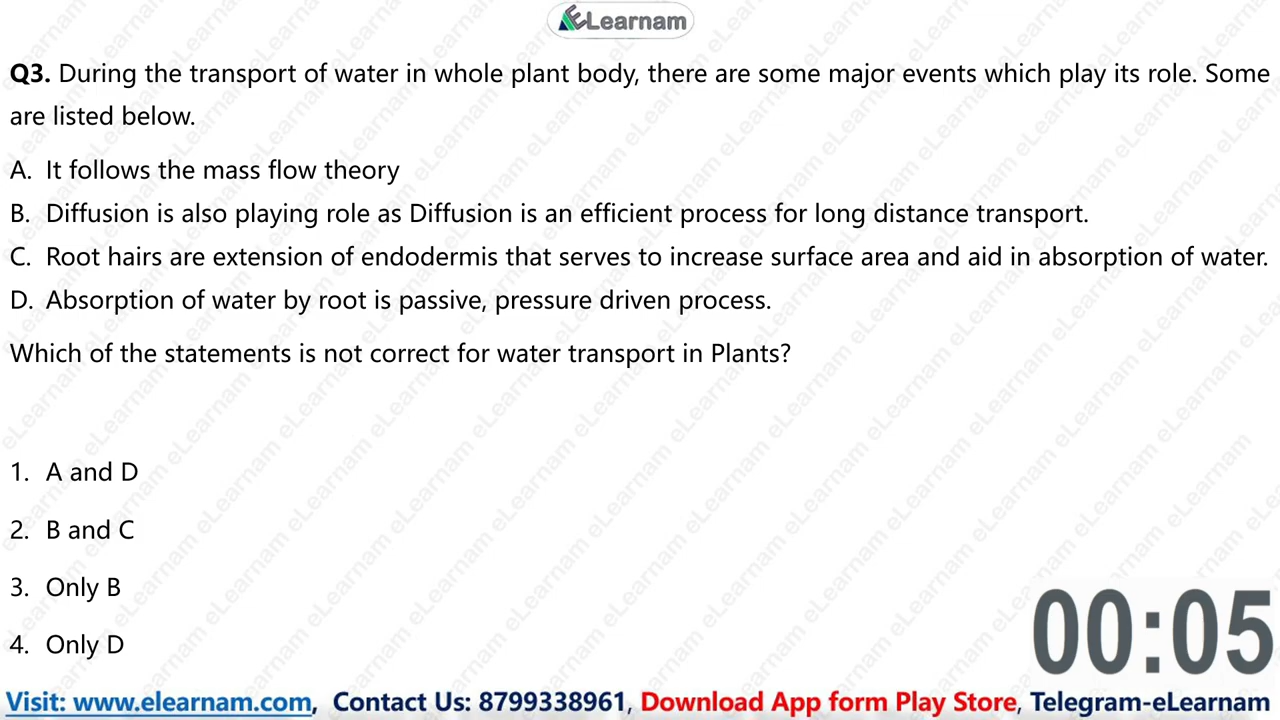 ELearnam
Q3. During the transport of water in whole plant body, there are some major events which play its role. Some
are listed below.
A. It follows the mass flow theory
B. Diffusion is also playing role as Diffusion is an efficient process for long distance transport.
C. Root hairs are extension of endodermis that serves to increase surface area and aid in absorption of water.
D. Absorption of water by root is passive, pressure driven process.
Which of the statements is not correct for water transport in Plants?
1. A and D
2. B and C
3. Only B
4. Only D
00:05
Visit: www.elearnam.com, Contact Us: 8799338961, Download App form Play Store, Telegram-eLearnam